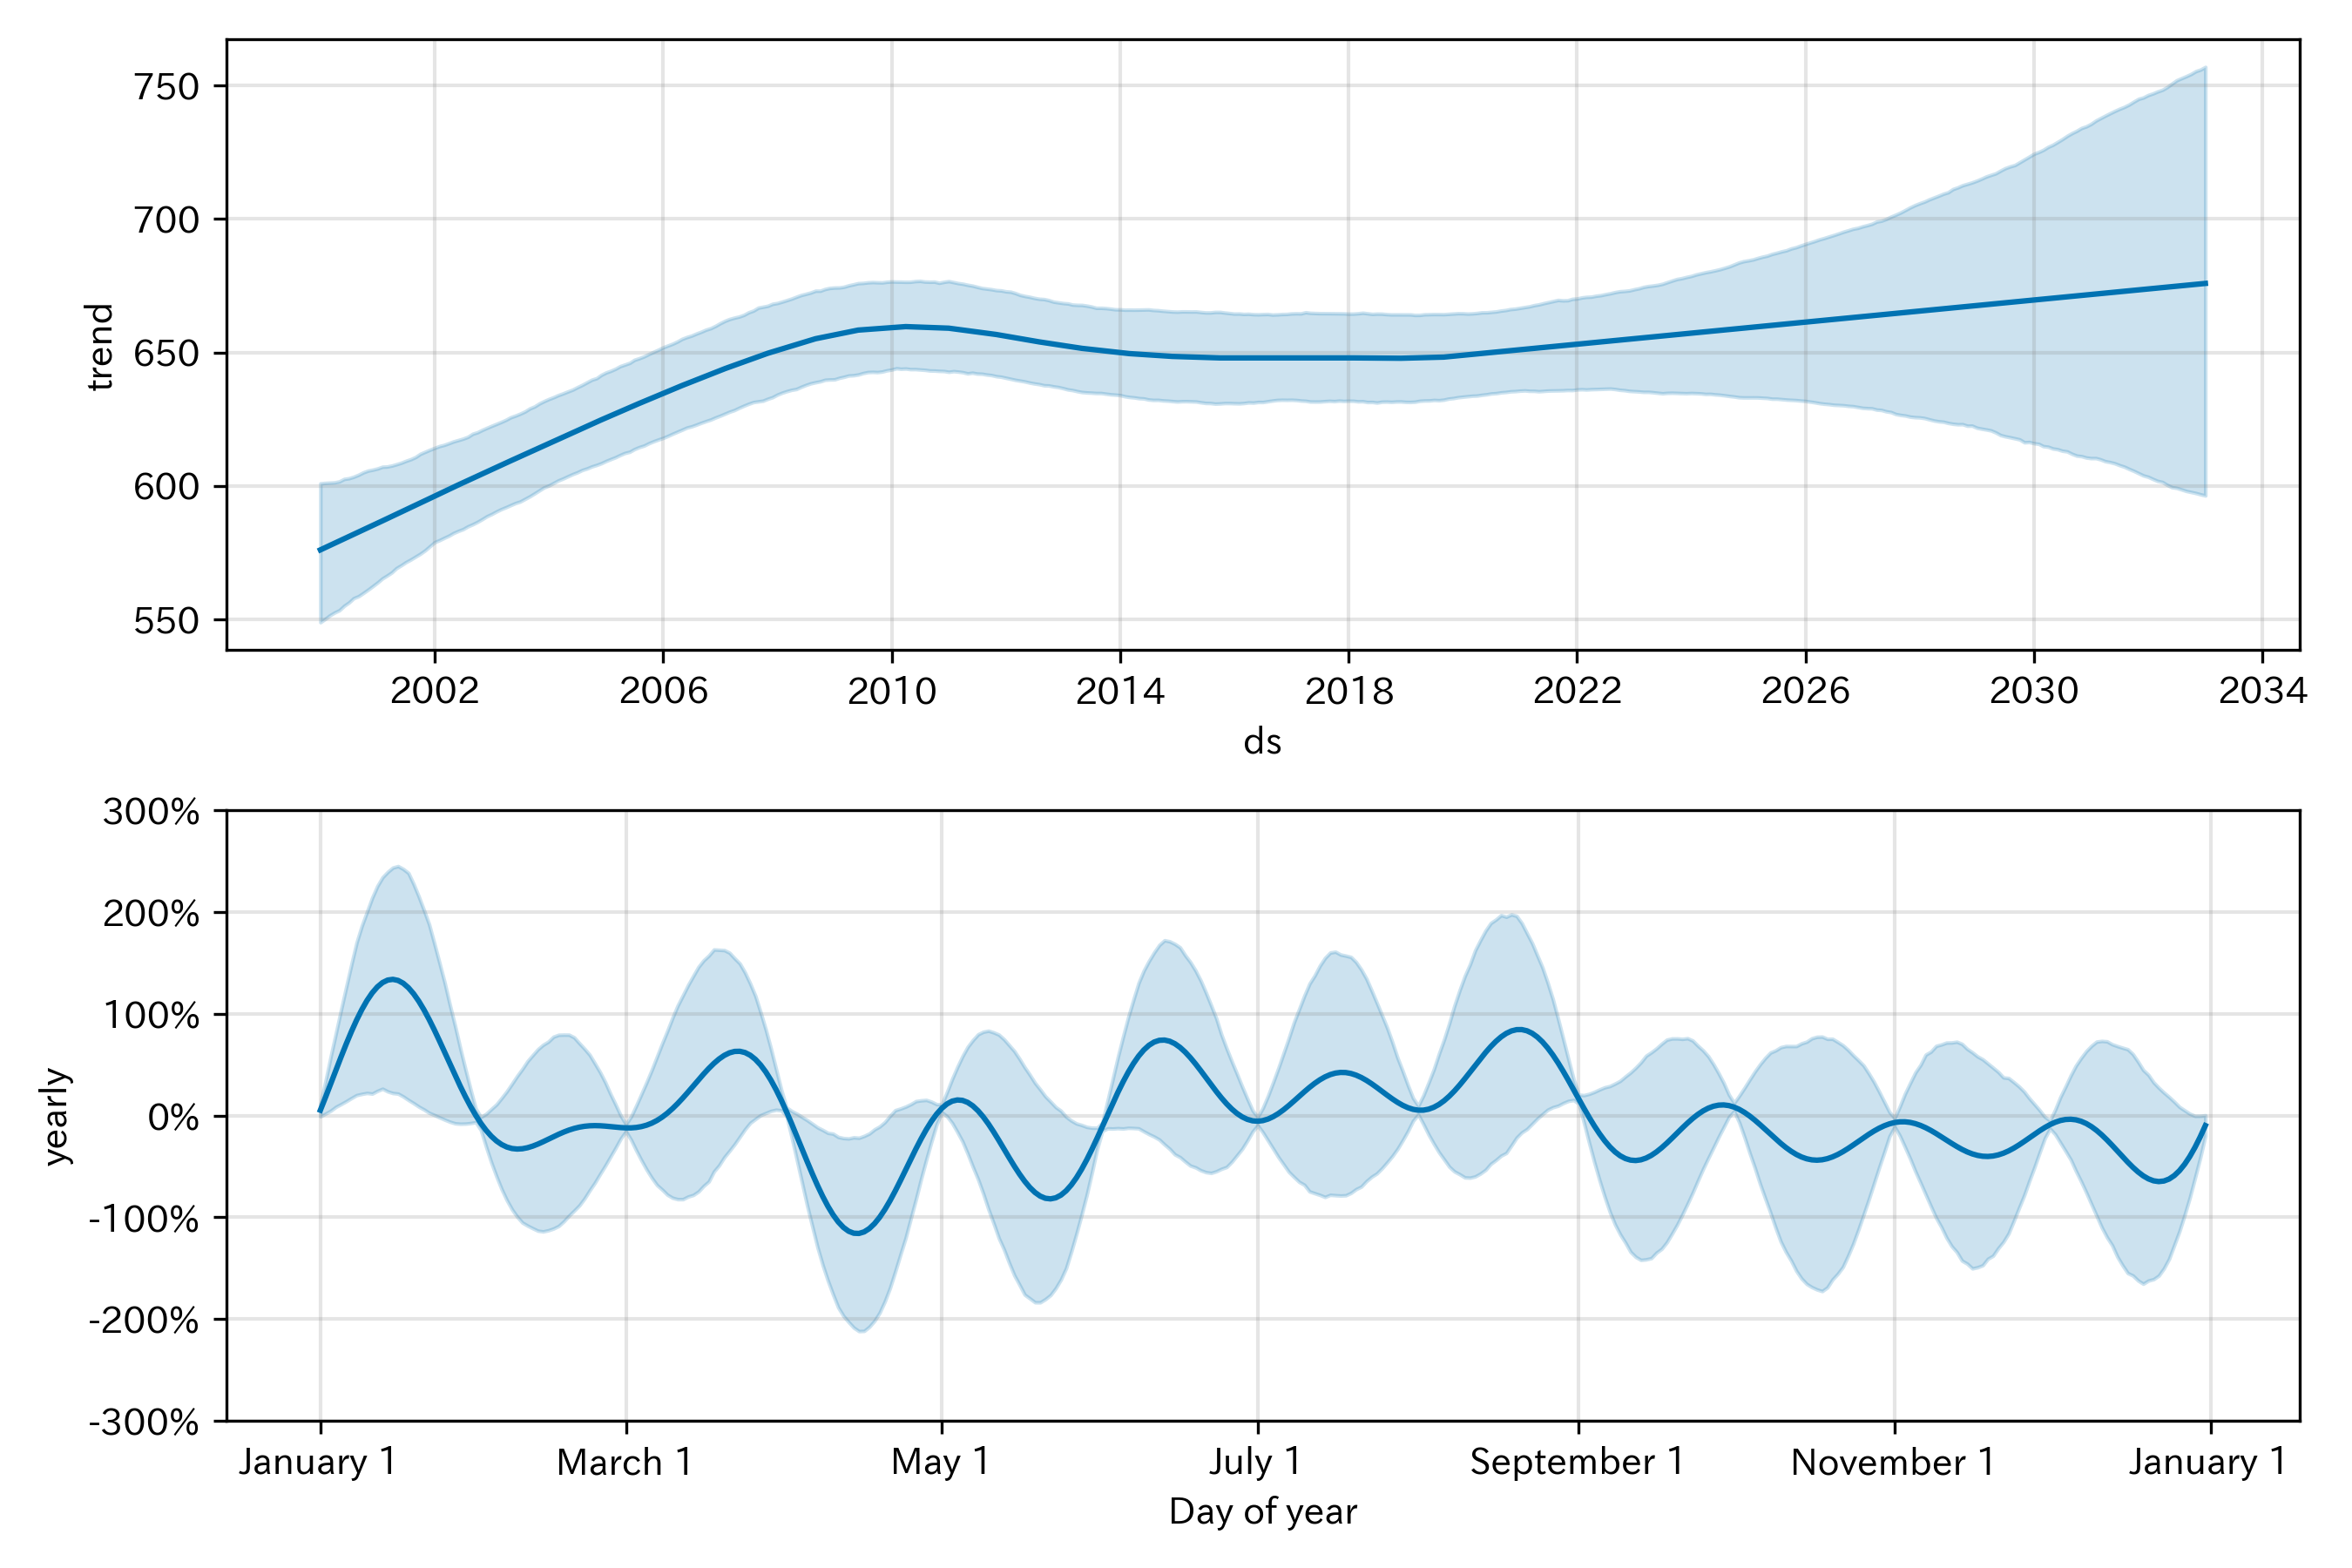 750
700
650
600
550
trend
2002 2006 2010 2014 2018 2022 2026 2030 2034
ds
300%
200%
100%
0%
-100%
-200%
-300%
yearly
January 1 March 1 May 1 July 1 September 1 November 1 January 1
Day of year